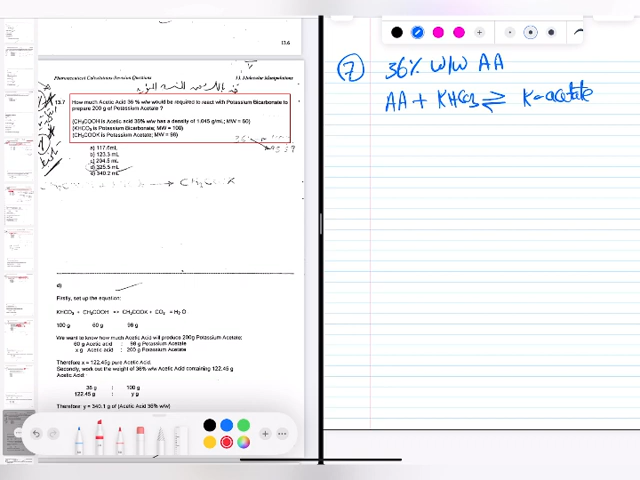 13.6
Pharmaceutical Calculations Revision Questions
13. Molecular Manipulations
13.7
How much Acetic Acid 36 % w/w would be required to react with Potassium Bicarbonate to
prepare 200 g of Potassium Acetate ?
(CH₃COOH is Acetic acid 36% w/w has a density of 1.045 g/mL; MW = 60)
(KHCO₃ is Potassium Bicarbonate; MW = 100)
(CH₃COOK is Potassium Acetate; MW = 98)
a) 117.6mL
b) 123.3 mL
c) 204.5 mL
d) 325.5 mL
e) 340.2 mL
d)
Firstly, set up the equation:
KHCO₃ + CH₃COOH => CH₃COOK + CO₂ + H₂O
100 g 60 g 98 g
We want to know how much Acetic Acid will produce 200g Potassium Acetate:
60 g Acetic acid : 98 g Potassium Acetate
x g Acetic acid : 200 g Potassium Acetate
Therefore x = 122.45g pure Acetic Acid.
Secondly, work out the weight of 36% w/w Acetic Acid containing 122.45 g
Acetic Acid
36 g : 100 g
122.45 g : y g
Therefore y = 340.1 g of (Acetic Acid 36% w/w)
7 36% w/w AA
AA + KHCO3 ⇌ K-acetate